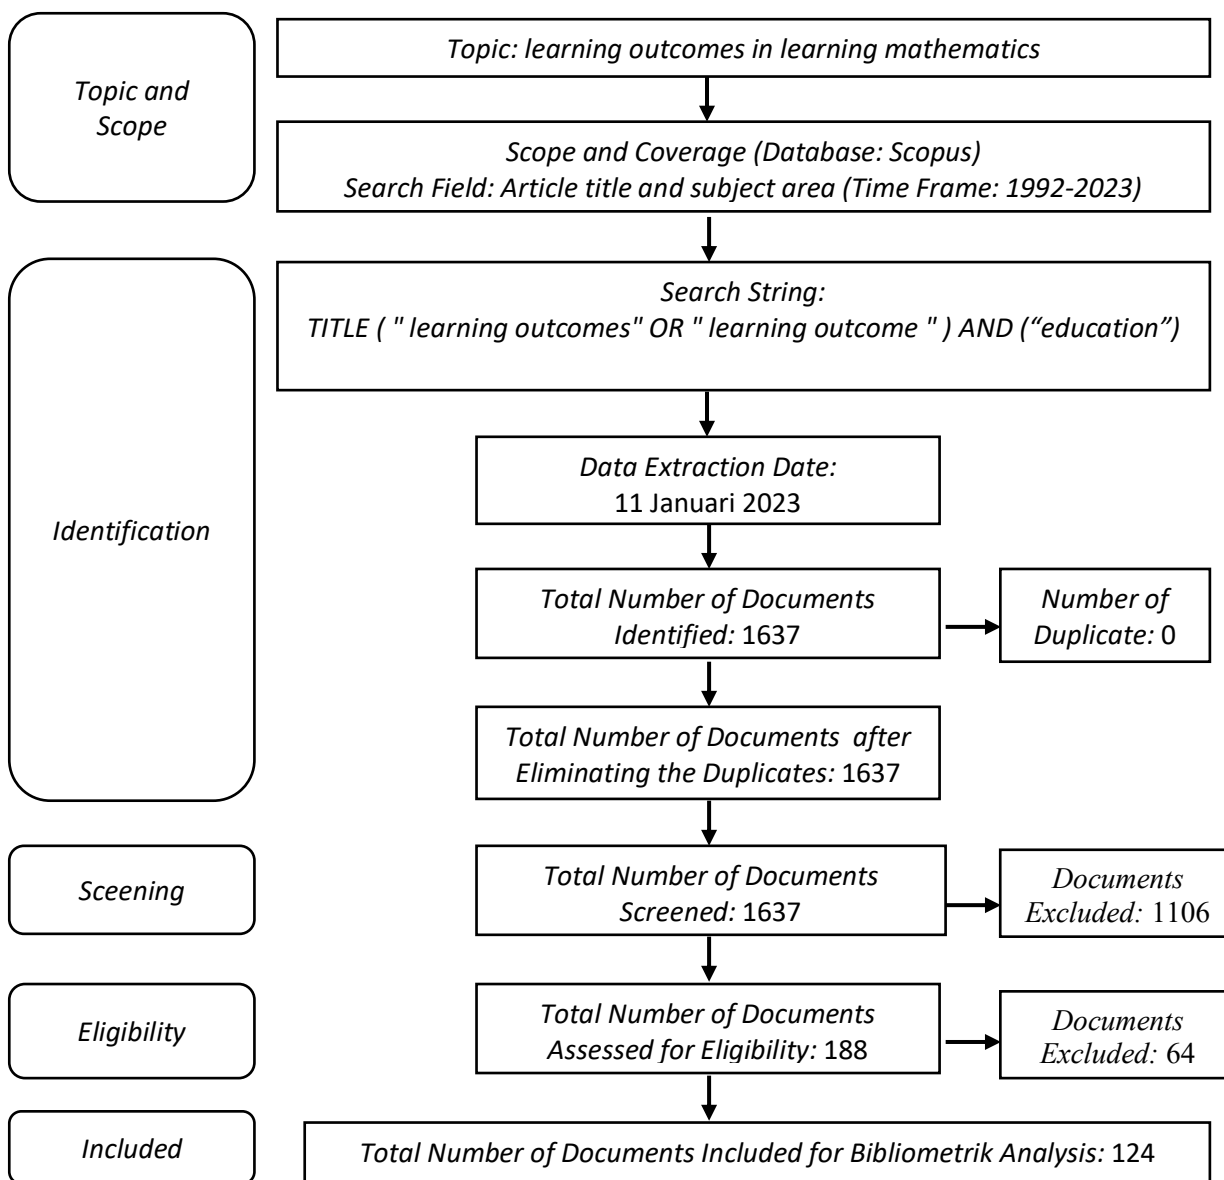 Topic and
Scope
Topic: learning outcomes in learning mathematics
Scope and Coverage (Database: Scopus)
Search Field: Article title and subject area (Time Frame: 1992-2023)
Identification
Search String:
TITLE ( " learning outcomes" OR " learning outcome " ) AND (“education”)
Data Extraction Date:
11 Januari 2023
Total Number of Documents
Identified: 1637
Number of
Duplicate: 0
Total Number of Documents after
Eliminating the Duplicates: 1637
Sceening
Total Number of Documents
Screened: 1637
Documents
Excluded: 1106
Eligibility
Total Number of Documents
Assessed for Eligibility: 188
Documents
Excluded: 64
Included
Total Number of Documents Included for Bibliometrik Analysis: 124